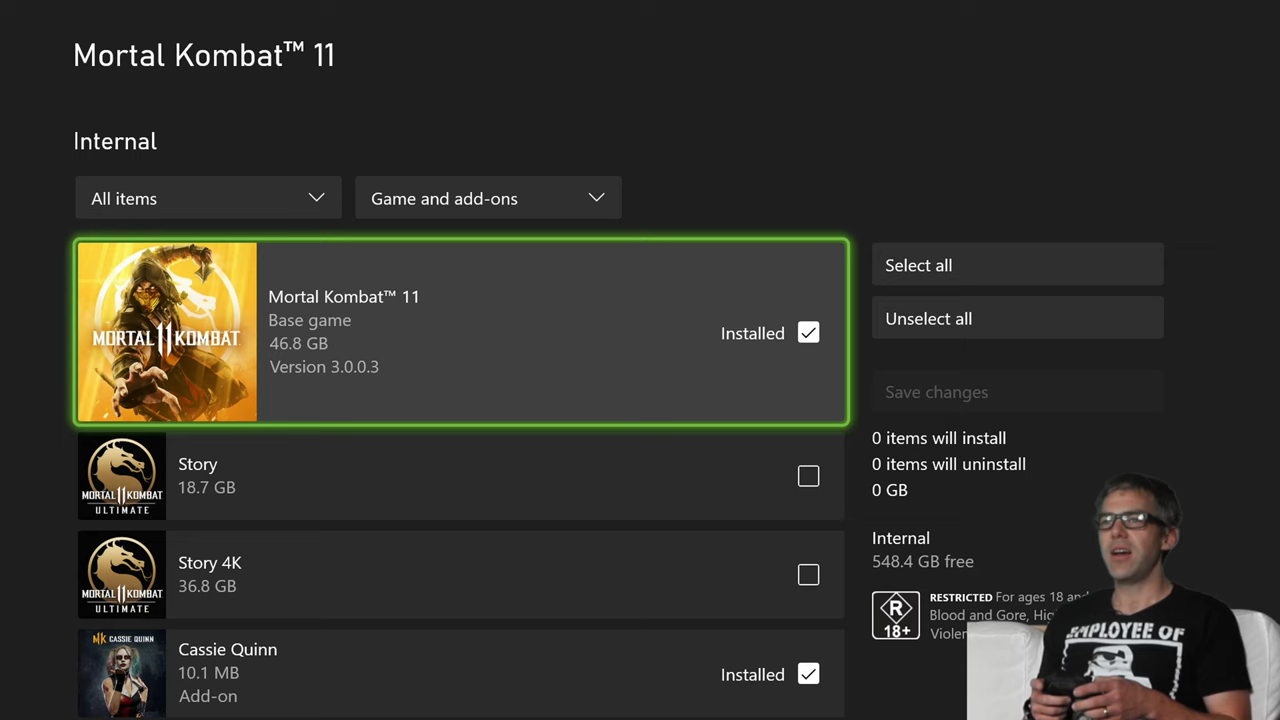 Mortal Kombat™ 11
Internal
All items
Game and add-ons
MORTAL 11 KOMBAT
Mortal Kombat™ 11
Base game
46.8 GB
Version 3.0.0.3
Installed
Select all
Unselect all
Save changes
MORTAL 11 KOMBAT
ULTIMATE
Story
18.7 GB
0 items will install
0 items will uninstall
0 GB
MORTAL 11 KOMBAT
ULTIMATE
Story 4K
36.8 GB
Internal
548.4 GB free
R
18+
RESTRICTED For ages 18 and
Blood and Gore,
MK CASSIE QUINN
Cassie Quinn
10.1 MB
Add-on
Installed
EMPLOYEE OF